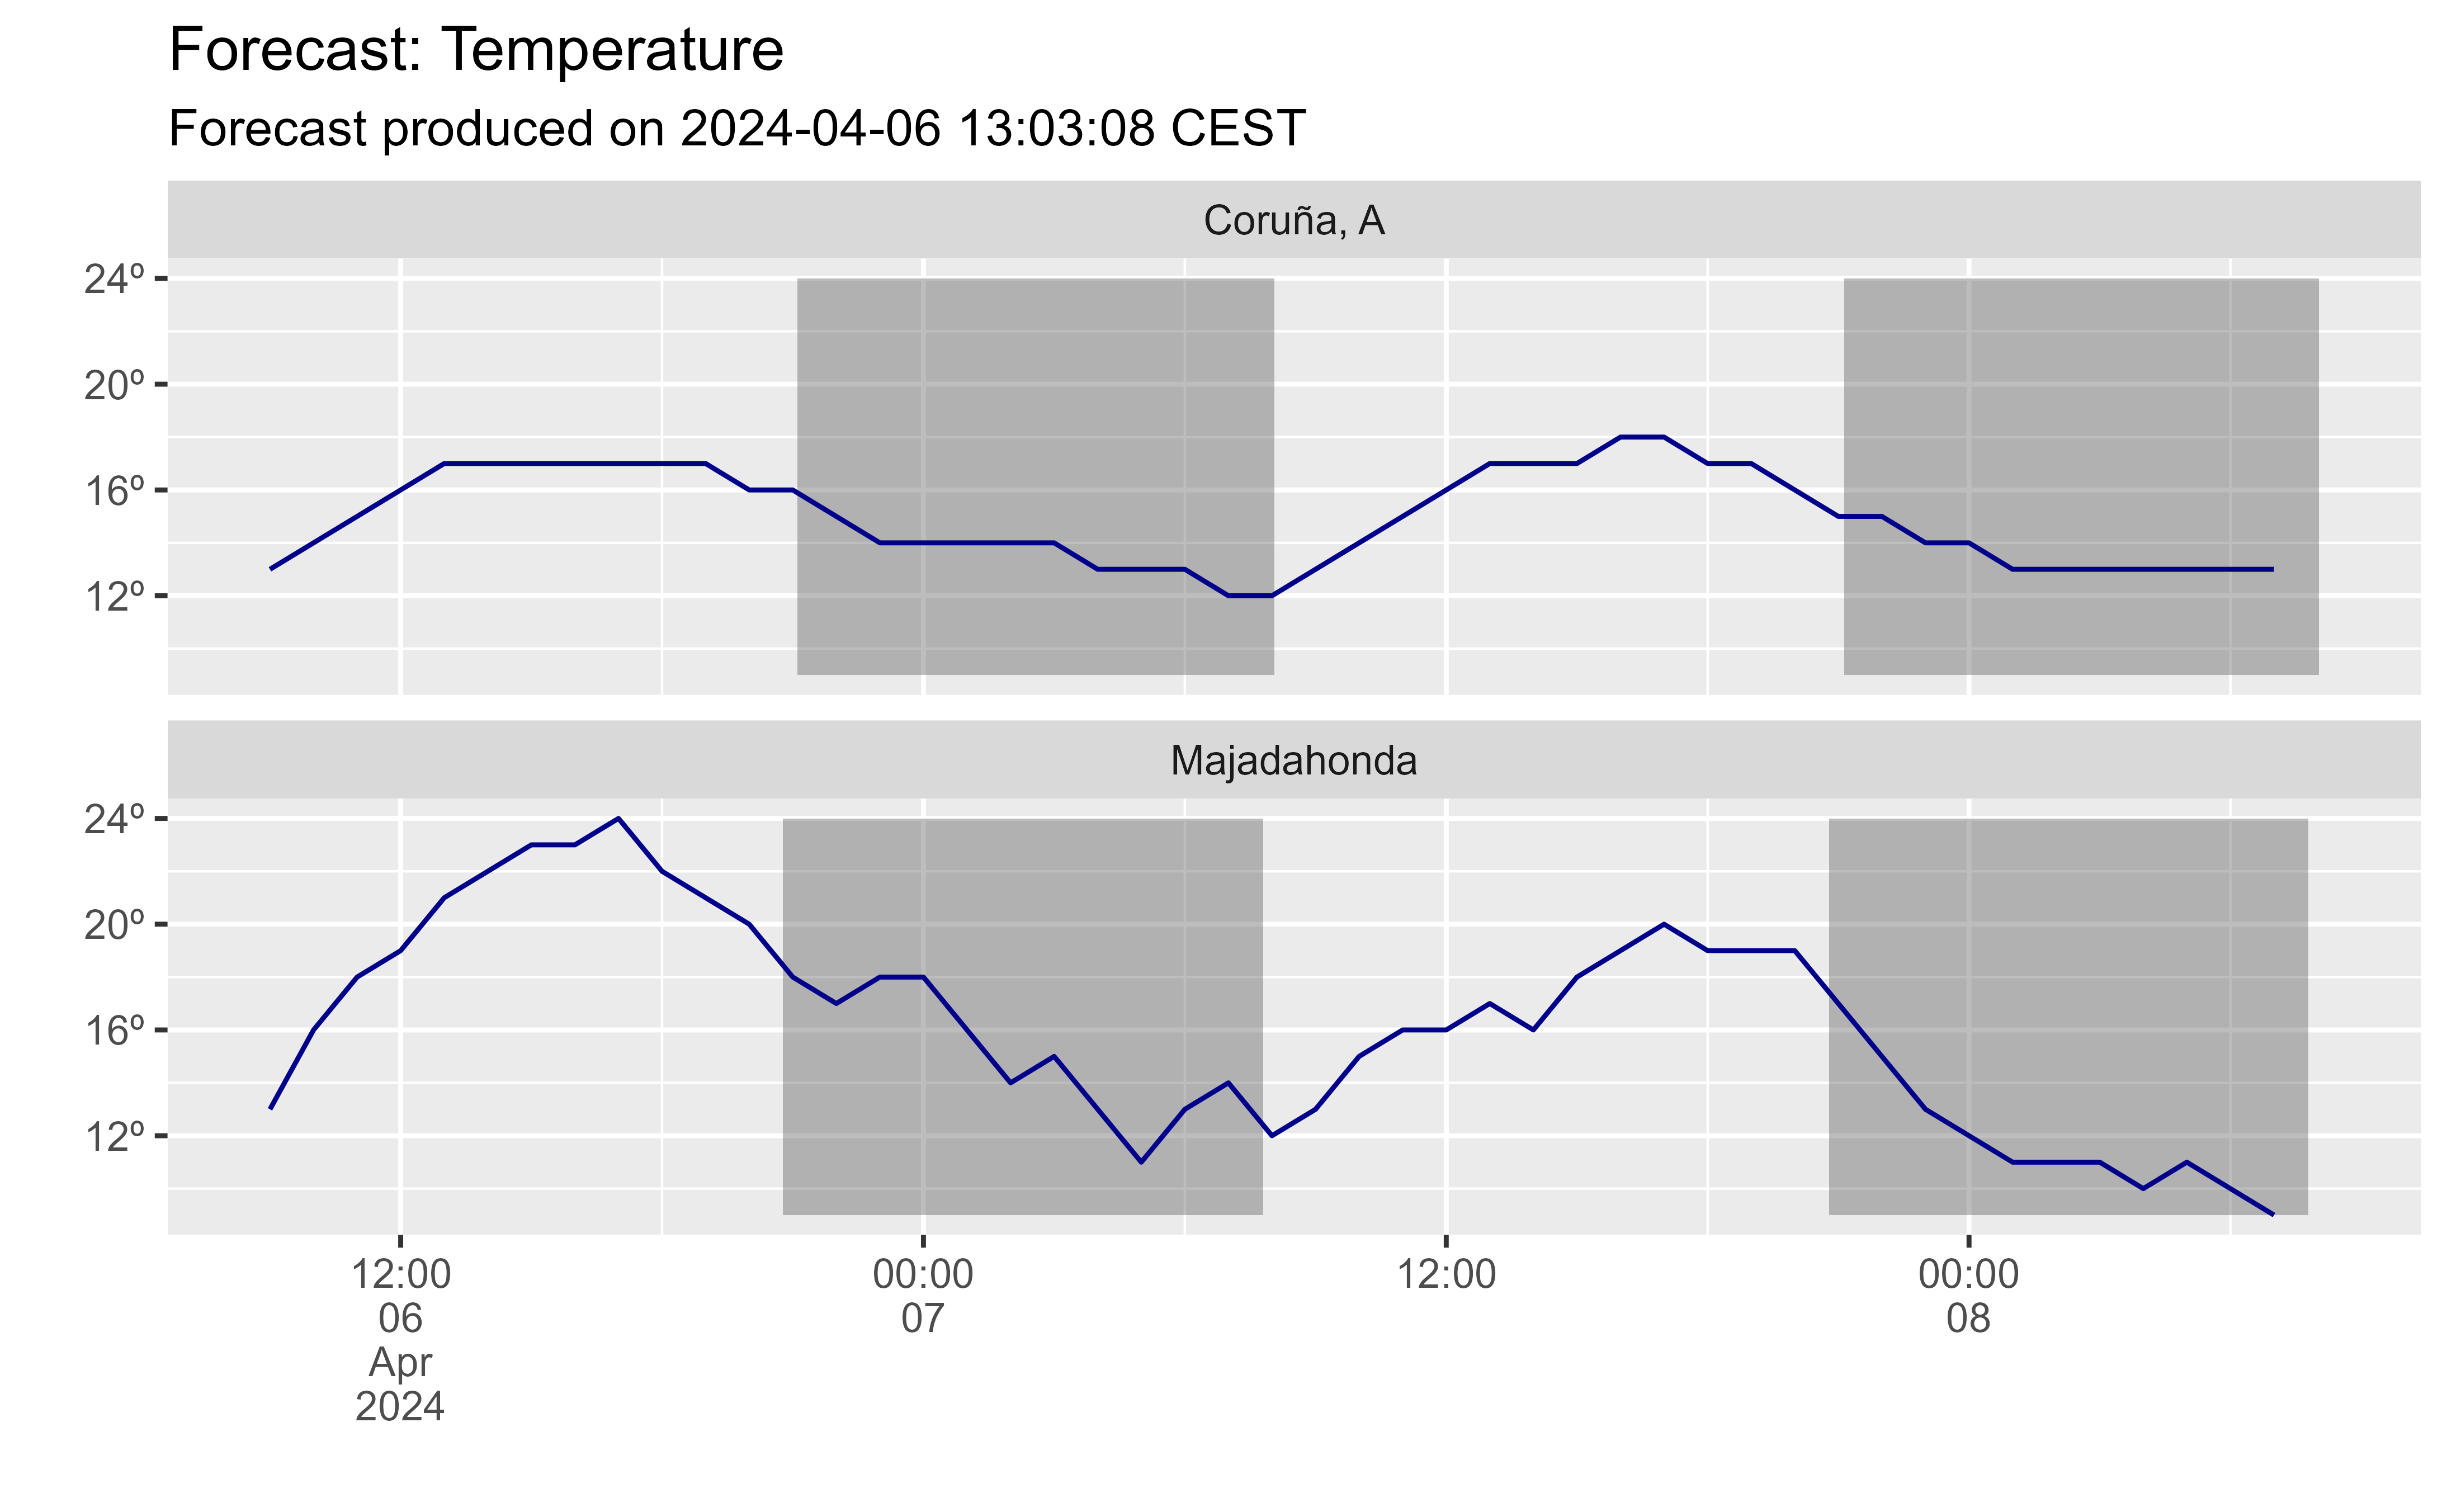 Forecast: Temperature
Forecast produced on 2024-04-06 13:03:08 CEST
Coruña, A
24º
20º
16º
12º
Majadahonda
24º
20º
16º
12º
12:00 00:00 12:00 00:00
06 07 08
Apr
2024